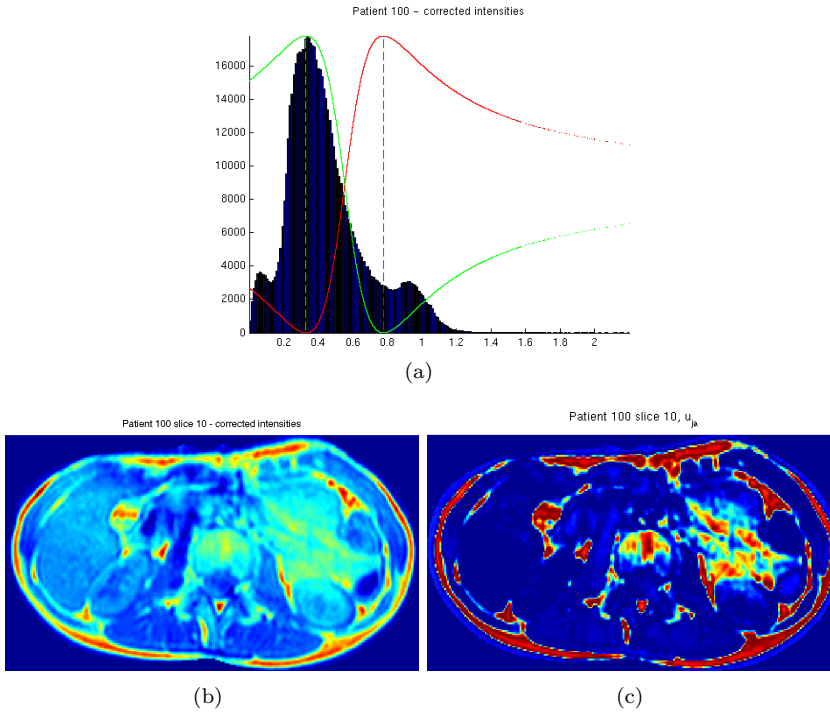 Patient 100 – corrected intensities
16000
14000
12000
10000
8000
6000
4000
2000
0
0.2 0.4 0.6 0.8 1 1.2 1.4 1.6 1.8 2
(a)
Patient 100 slice 10 - corrected intensities
Patient 100 slice 10, u_ja
(b)
(c)